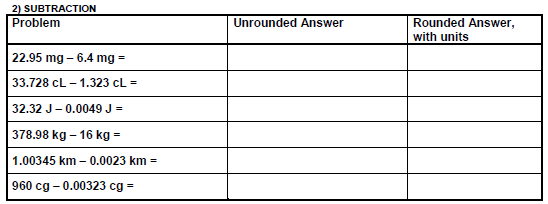 2) SUBTRACTION
Problem Unrounded Answer Rounded Answer,
with units
22.95 mg – 6.4 mg =
33.728 cL – 1.323 cL =
32.32 J – 0.0049 J =
378.98 kg – 16 kg =
1.00345 km – 0.0023 km =
960 cg – 0.00323 cg =